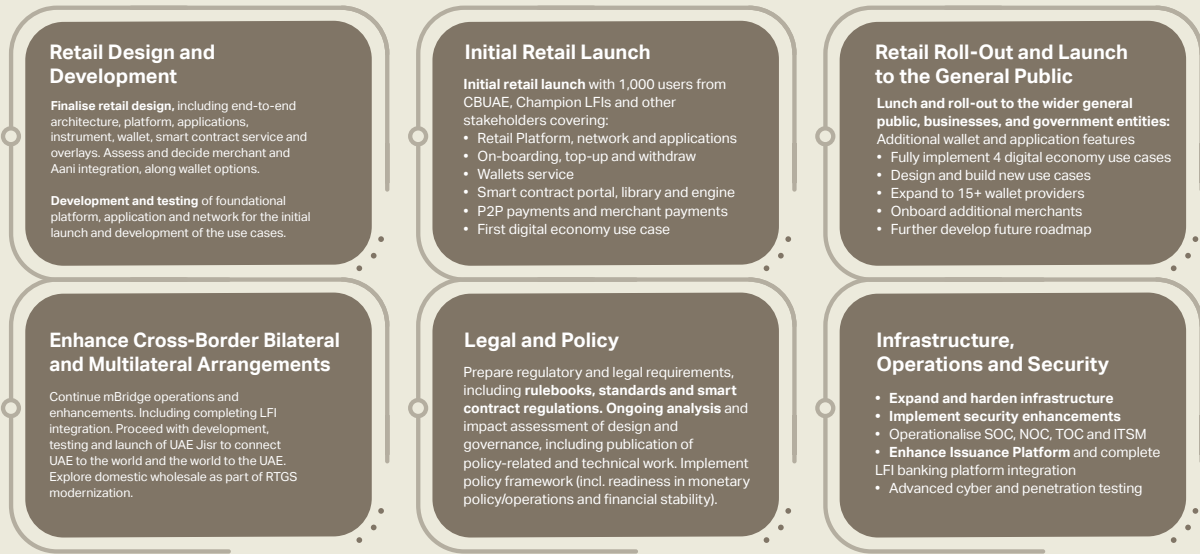 Retail Design and
Development
Finalise retail design, including end-to-end
architecture, platform, applications,
instrument, wallet, smart contract service and
overlays. Assess and decide merchant and
Aani integration, along wallet options.
Development and testing of foundational
platform, application and network for the initial
launch and development of the use cases.
Initial Retail Launch
Initial retail launch with 1,000 users from
CBUAE, Champion LFIs and other
stakeholders covering:
• Retail Platform, network and applications
• On-boarding, top-up and withdraw
• Wallets service
• Smart contract portal, library and engine
• P2P payments and merchant payments
• First digital economy use case
Retail Roll-Out and Launch
to the General Public
Lunch and roll-out to the wider general
public, businesses, and government entities:
Additional wallet and application features
• Fully implement 4 digital economy use cases
• Design and build new use cases
• Expand to 15+ wallet providers
• Onboard additional merchants
• Further develop future roadmap
Enhance Cross-Border Bilateral
and Multilateral Arrangements
Continue mBridge operations and
enhancements. Including completing LFI
integration. Proceed with development,
testing and launch of UAE Jisr to connect
UAE to the world and the world to the UAE.
Explore domestic wholesale as part of RTGS
modernization.
Legal and Policy
Prepare regulatory and legal requirements,
including rulebooks, standards and smart
contract regulations. Ongoing analysis and
impact assessment of design and
governance, including publication of
policy-related and technical work. Implement
policy framework (incl. readiness in monetary
policy/operations and financial stability).
Infrastructure,
Operations and Security
• Expand and harden infrastructure
• Implement security enhancements
• Operationalise SOC, NOC, TOC and ITSM
• Enhance Issuance Platform and complete
LFI banking platform integration
• Advanced cyber and penetration testing